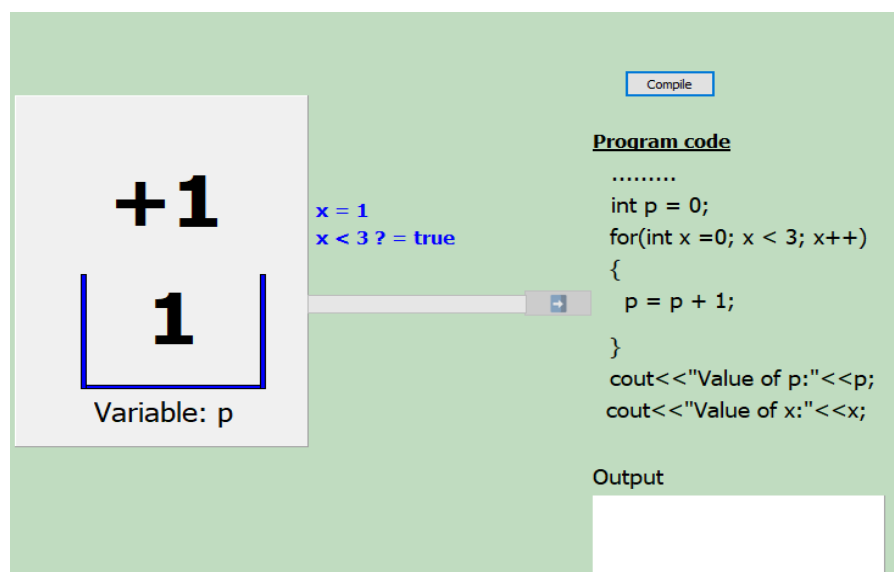 Compile
Program code
.........
int p = 0;
for(int x =0; x < 3; x++)
{
p = p + 1;
}
cout<<"Value of p:"<<p;
cout<<"Value of x:"<<x;
Output
+1
1
Variable: p
x = 1
x < 3 ? = true